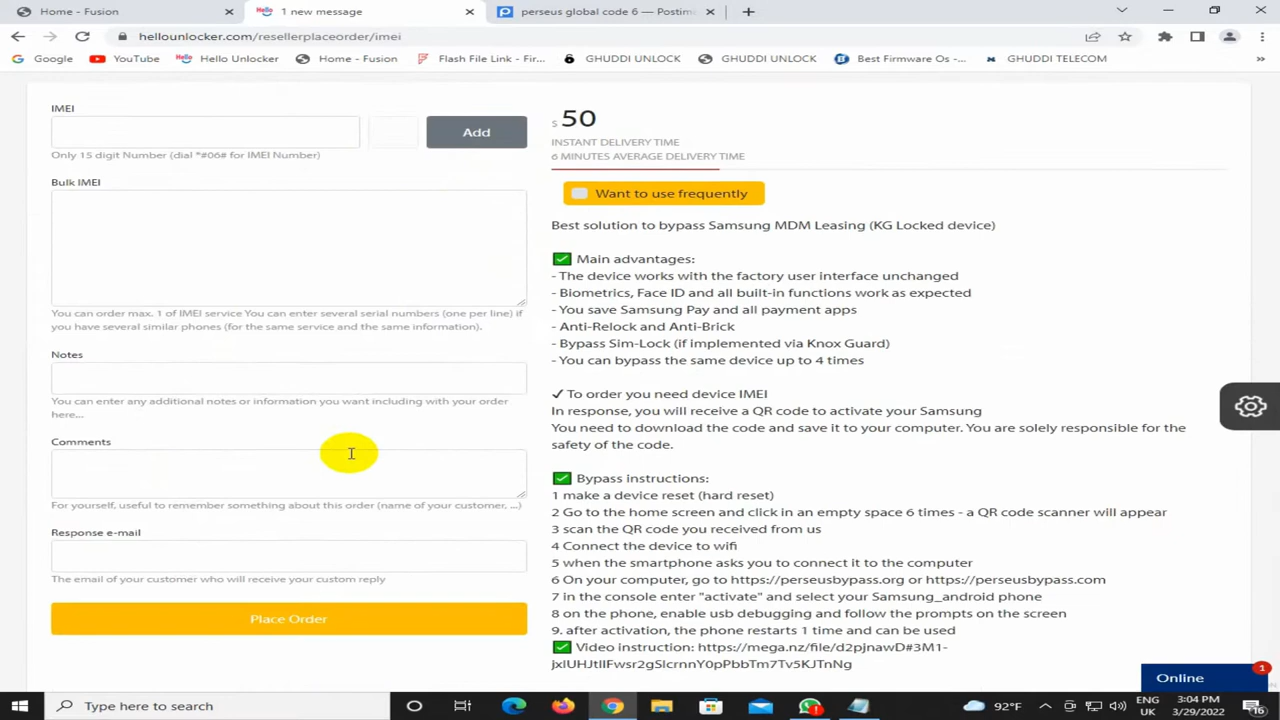 Home - Fusion
1 new message
perseus global code 6 — Postim
hellounlocker.com/resellerplaceorder/imei
Google
YouTube
Hello Unlocker
Home - Fusion
Flash File Link - Fir...
GHUDDI UNLOCK
GHUDDI UNLOCK
Best Firmware Os -...
GHUDDI TELECOM
»
IMEI
Add
Only 15 digit Number (dial *#06# for IMEI Number)
Bulk IMEI
You can order max. 1 of IMEI service You can enter several serial numbers (one per line) if
you have several similar phones (for the same service and the same information).
Notes
You can enter any additional notes or information you want including with your order
here...
Comments
For yourself, useful to remember something about this order (name of your customer, ...)
Response e-mail
The email of your customer who will receive your custom reply
Place Order
$ 50
INSTANT DELIVERY TIME
6 MINUTES AVERAGE DELIVERY TIME
Want to use frequently
Best solution to bypass Samsung MDM Leasing (KG Locked device)
✅ Main advantages:
- The device works with the factory user interface unchanged
- Biometrics, Face ID and all built-in functions work as expected
- You save Samsung Pay and all payment apps
- Anti-Relock and Anti-Brick
- Bypass Sim-Lock (if implemented via Knox Guard)
- You can bypass the same device up to 4 times
✓ To order you need device IMEI
In response, you will receive a QR code to activate your Samsung
You need to download the code and save it to your computer. You are solely responsible for the
safety of the code.
✅ Bypass instructions:
1 make a device reset (hard reset)
2 Go to the home screen and click in an empty space 6 times - a QR code scanner will appear
3 scan the QR code you received from us
4 Connect the device to wifi
5 when the smartphone asks you to connect it to the computer
6 On your computer, go to https://perseusbypass.org or https://perseusbypass.com
7 in the console enter "activate" and select your Samsung_android phone
8 on the phone, enable usb debugging and follow the prompts on the screen
9. after activation, the phone restarts 1 time and can be used
✅ Video instruction: https://mega.nz/file/d2pjnawD#3M1-
Online
1
Type here to search
92°F
ENG
UK
3:04 PM
3/29/2022
16